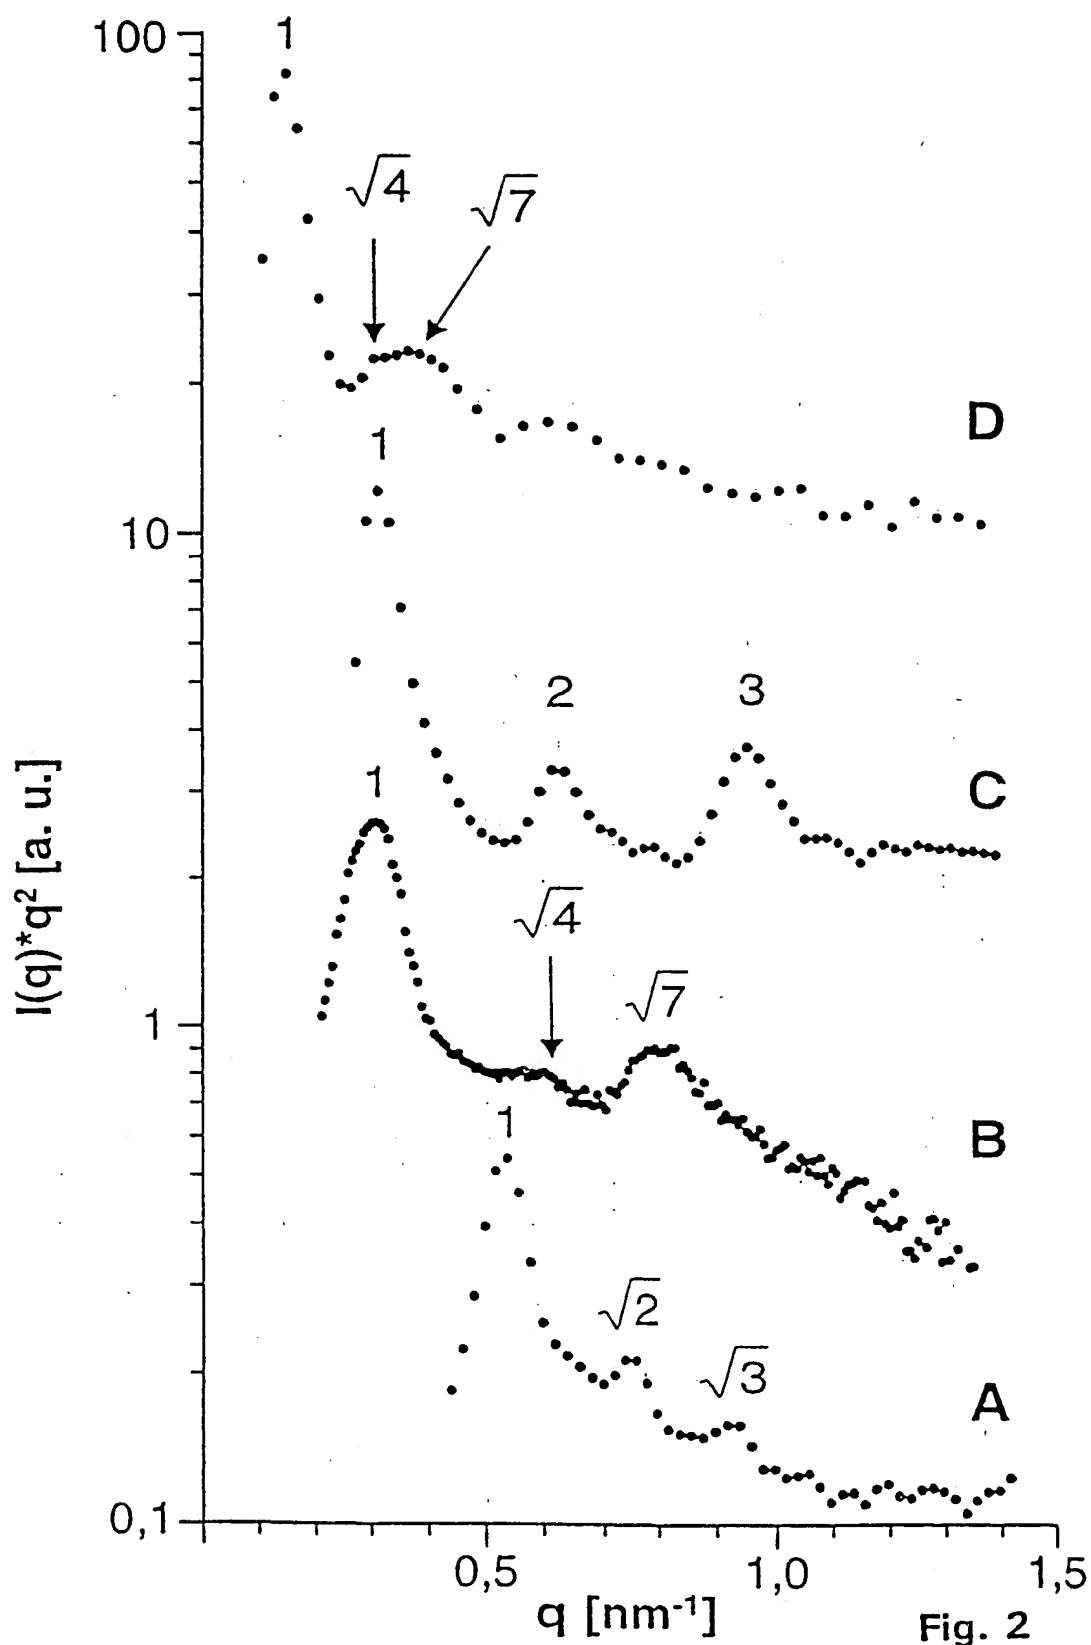 100
1
√4
√7
D
1
10
2
3
C
1
√4
√7
I(q)*q² [a. u.]
1
B
1
√2
√3
A
0,1
0,5
1,0
1,5
q [nm⁻¹]
Fig. 2